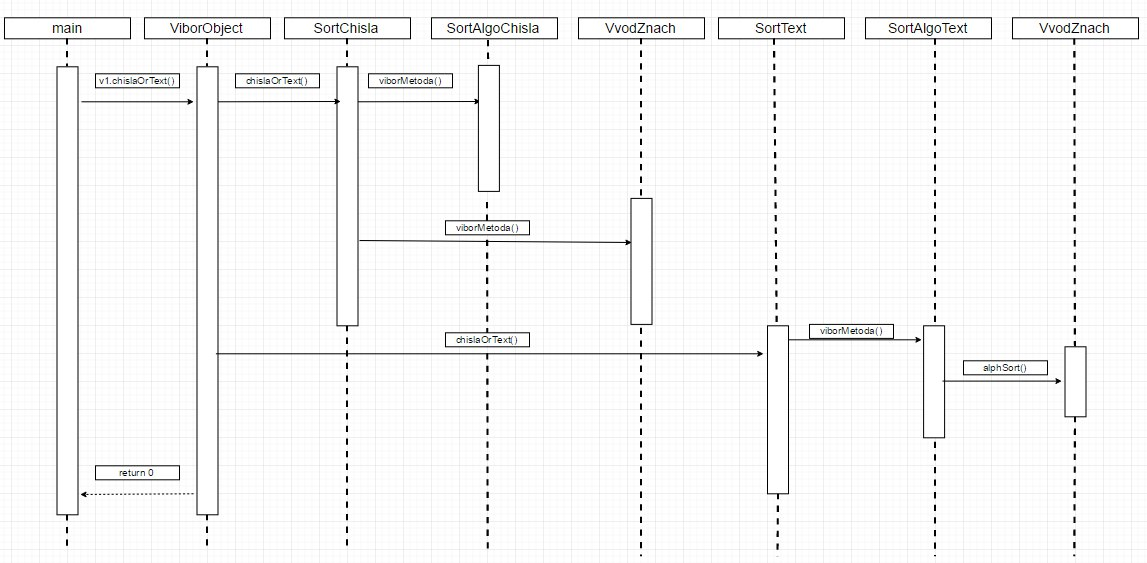 main
ViborObject
SortChisla
SortAlgoChisla
VvodZnach
SortText
SortAlgoText
VvodZnach
v1.chislaOrText()
chislaOrText()
viborMetoda()
viborMetoda()
chislaOrText()
viborMetoda()
alphSort()
return 0